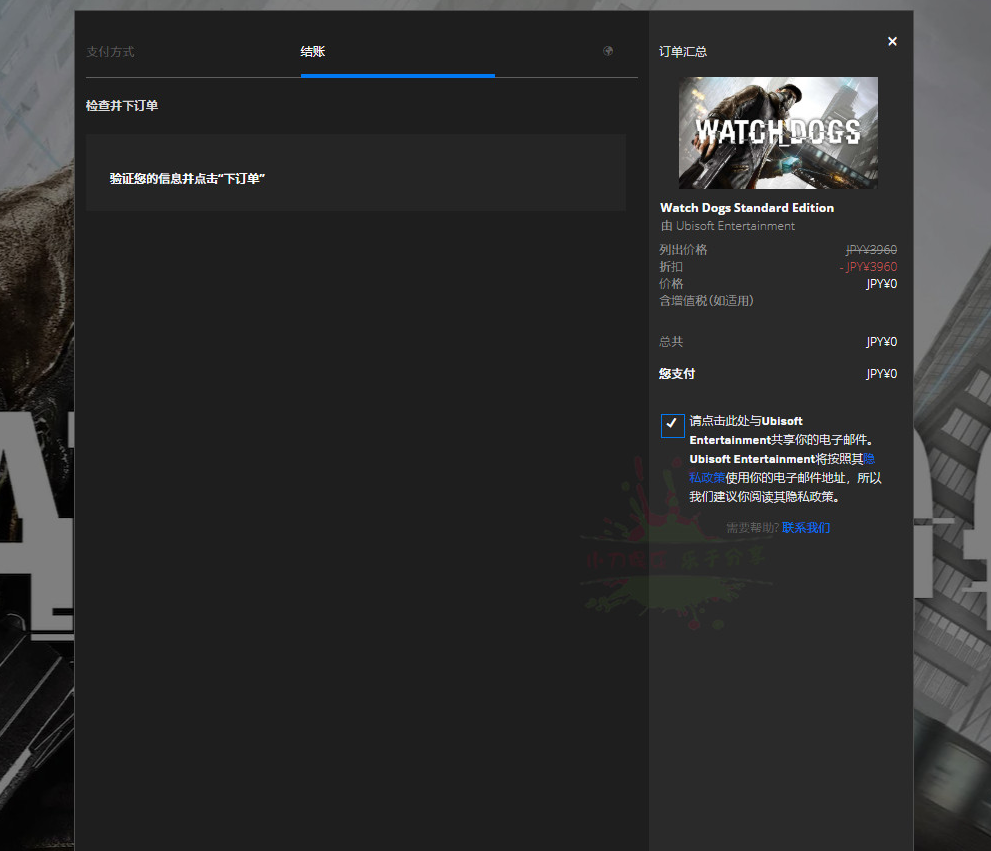 支付方式
结账
检查并下订单
验证您的信息并点击“下订单”
订单汇总
WATCH_DOGS
Watch Dogs Standard Edition
由 Ubisoft Entertainment
列出价格 JPY¥3960
折扣 - JPY¥3960
价格 JPY¥0
含增值税(如适用)
总共 JPY¥0
您支付 JPY¥0
请点击此处与Ubisoft
Entertainment共享你的电子邮件。
Ubisoft Entertainment将按照其隐
私政策使用你的电子邮件地址，所以
我们建议你阅读其隐私政策。
需要帮助? 联系我们
乐于分享